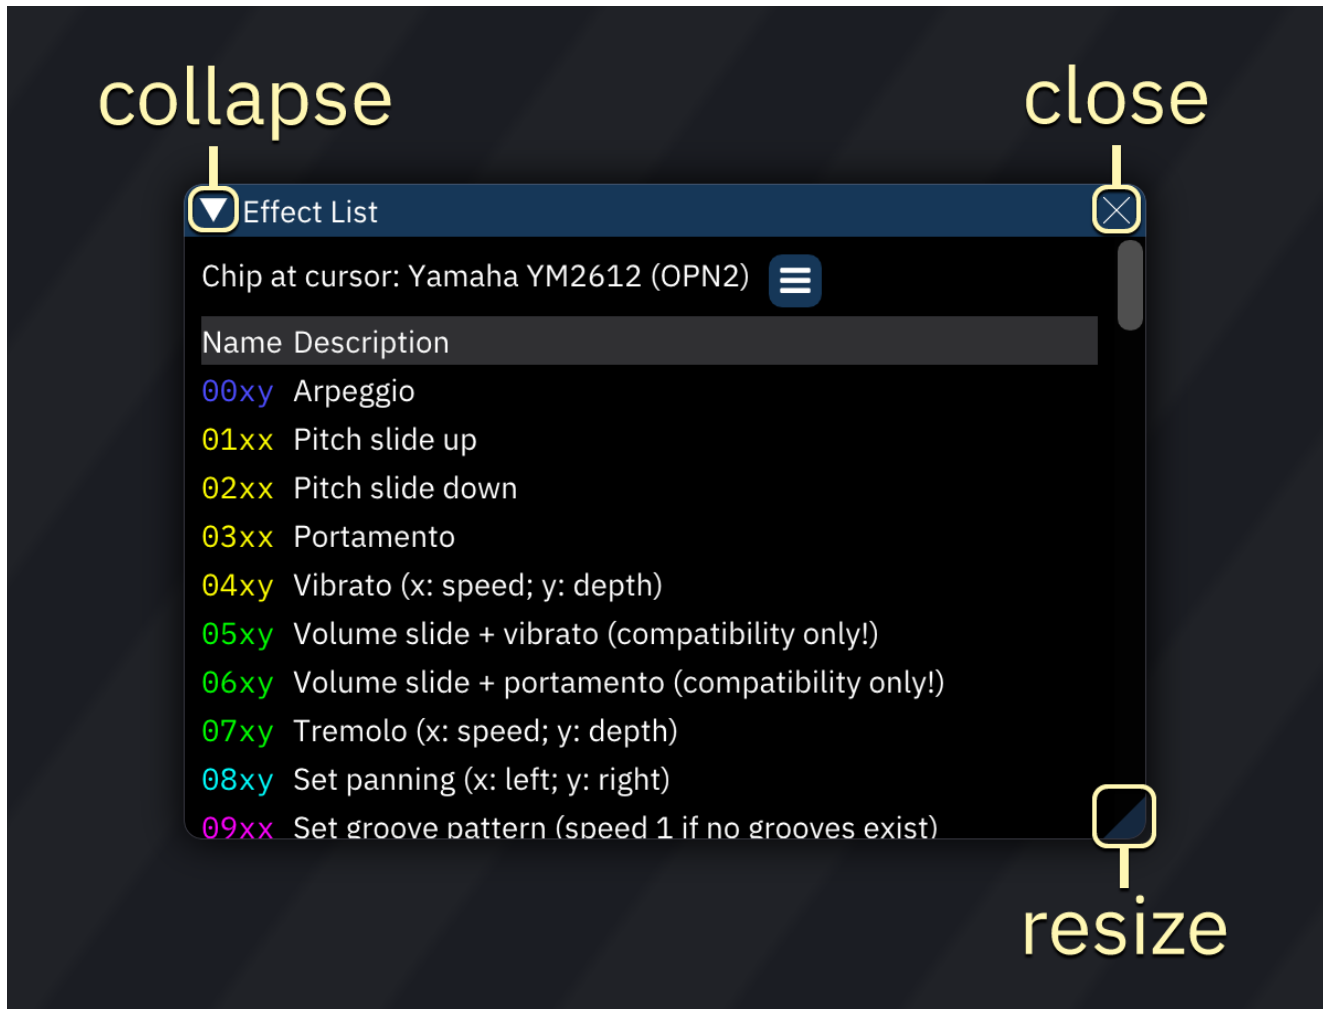 collapse
close
Effect List
Chip at cursor: Yamaha YM2612 (OPN2)
Name Description
00xy Arpeggio
01xx Pitch slide up
02xx Pitch slide down
03xx Portamento
04xy Vibrato (x: speed; y: depth)
05xy Volume slide + vibrato (compatibility only!)
06xy Volume slide + portamento (compatibility only!)
07xy Tremolo (x: speed; y: depth)
08xy Set panning (x: left; y: right)
09xx Set groove pattern (speed 1 if no grooves exist)
resize